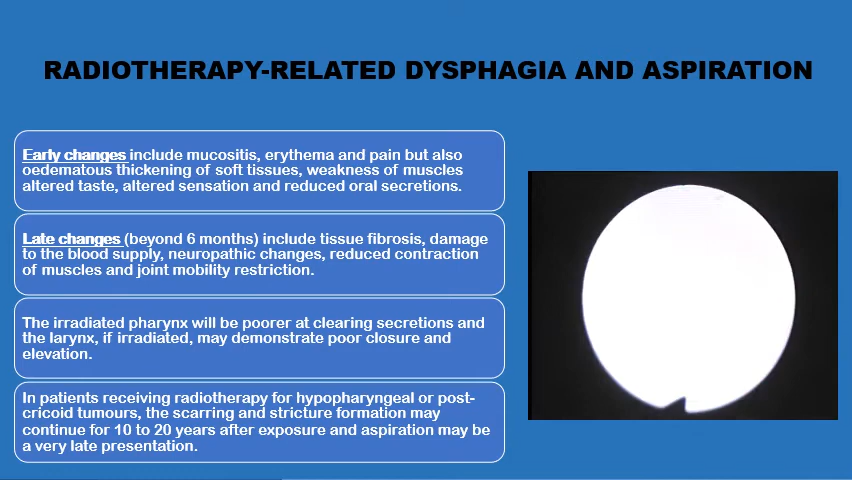 RADIOTHERAPY-RELATED DYSPHAGIA AND ASPIRATION
Early changes include mucositis, erythema and pain but also
oedematous thickening of soft tissues, weakness of muscles
altered taste, altered sensation and reduced oral secretions.
Late changes (beyond 6 months) include tissue fibrosis, damage
to the blood supply, neuropathic changes, reduced contraction
of muscles and joint mobility restriction.
The irradiated pharynx will be poorer at clearing secretions and
the larynx, if irradiated, may demonstrate poor closure and
elevation.
In patients receiving radiotherapy for hypopharyngeal or post-
cricoid tumours, the scarring and stricture formation may
continue for 10 to 20 years after exposure and aspiration may be
a very late presentation.